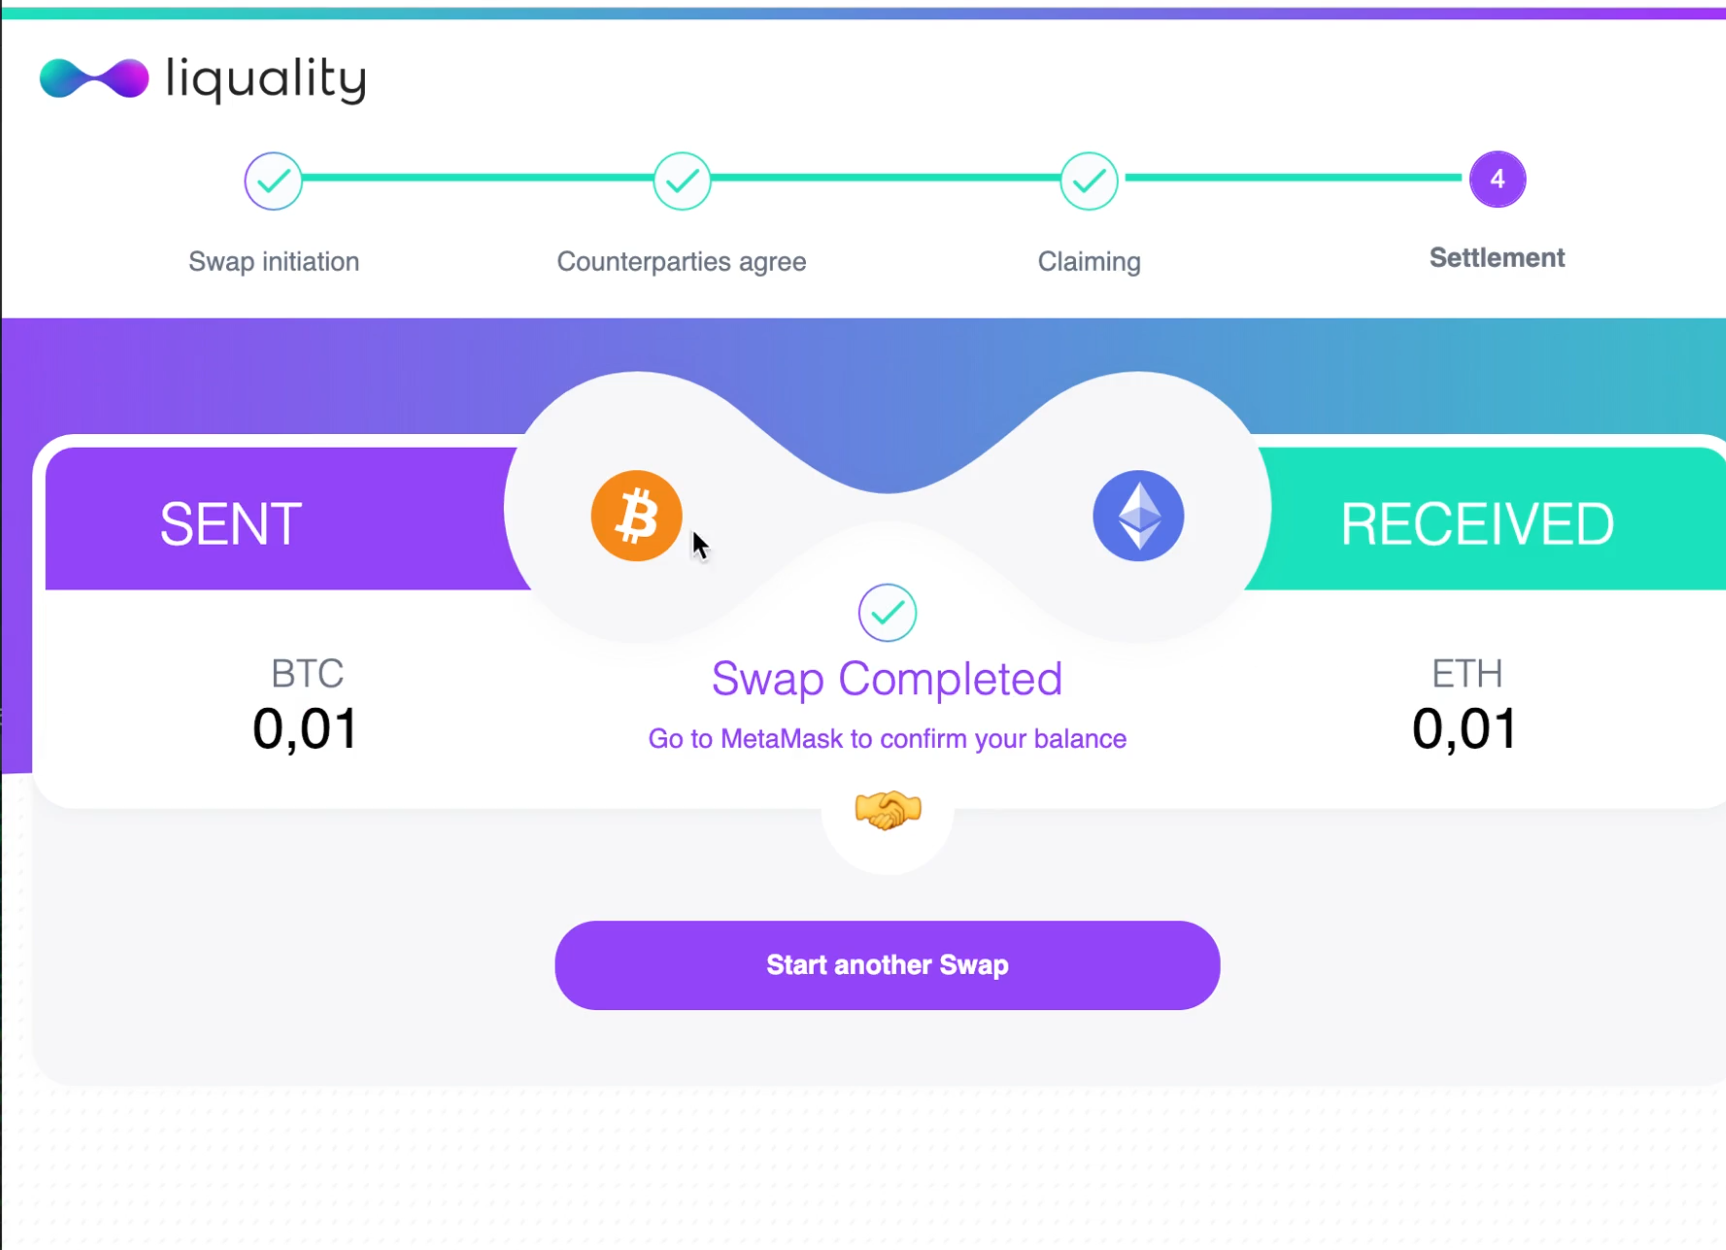 liquality
4
Swap initiation
Counterparties agree
Claiming
Settlement
SENT
RECEIVED
BTC
0,01
Swap Completed
Go to MetaMask to confirm your balance
ETH
0,01
Start another Swap